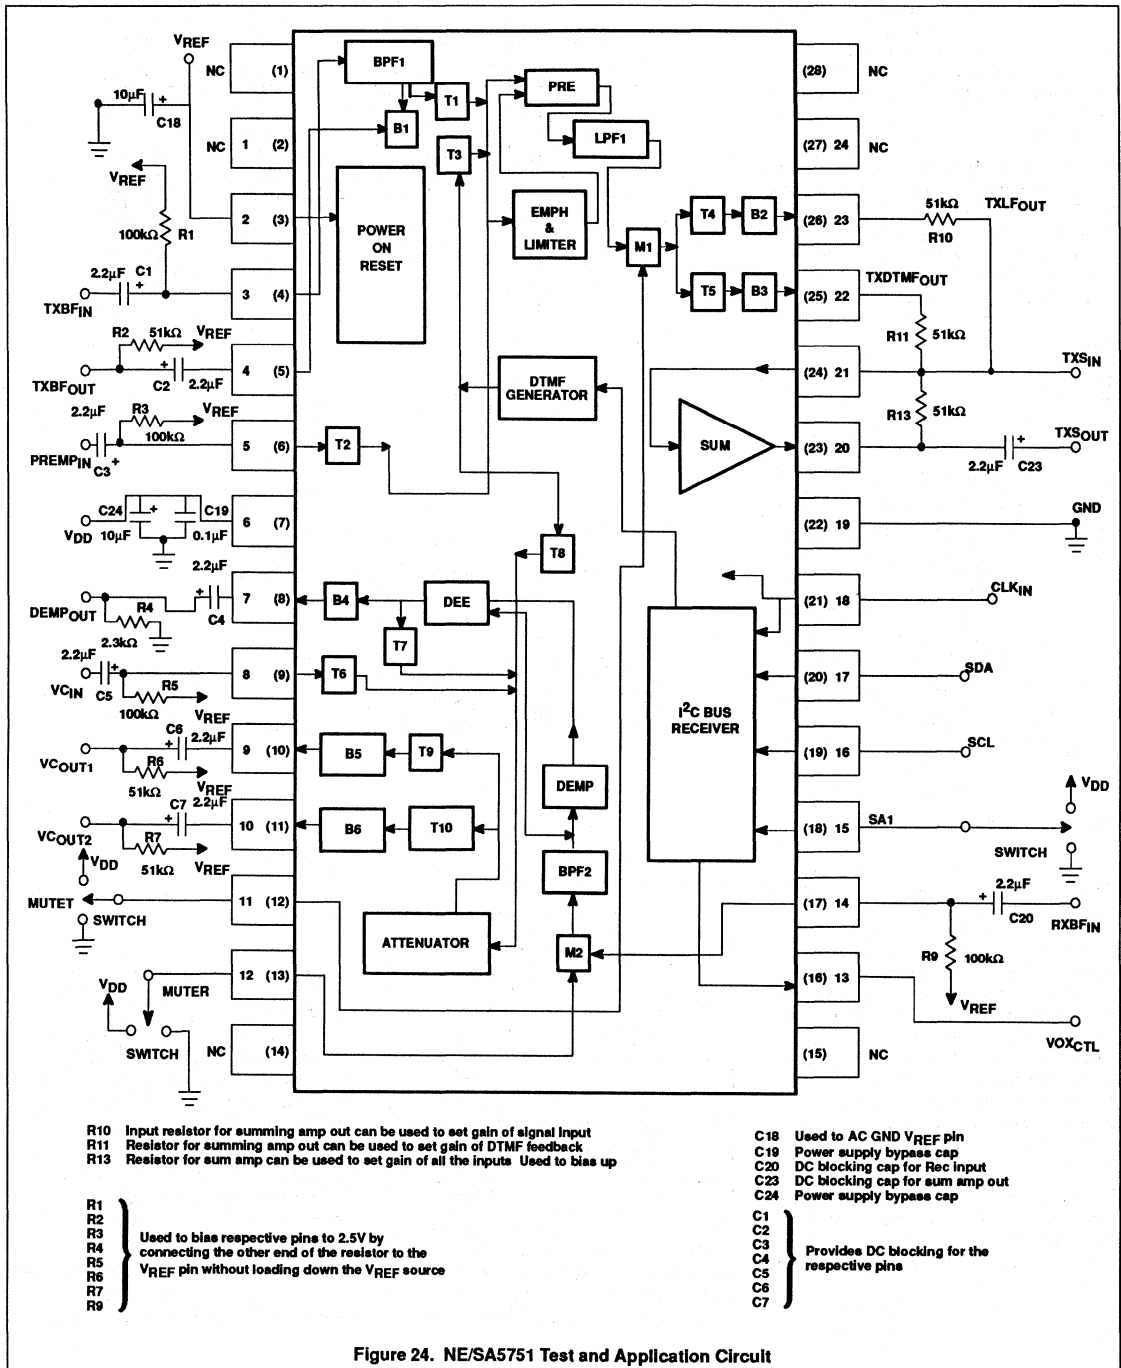 VREF
NC (1)
BPF1
(28) NC
10μF +
C18
T1
PRE
B1
NC 1 (2)
LPF1
(27) 24 NC
T3
VREF
51kΩ TXLFOUT
2 (3)
EMPH
&
LIMITER
T4 B2
(26) 23
R10
100kΩ R1
POWER
ON
RESET
M1
2.2μF C1
+
TXDTMFOUT
TXBFIN
3 (4)
T5 B3
(25) 22
R11 51kΩ
R2 51kΩ VREF
TXSIN
+
TXBFOUT C2 2.2μF
4 (5)
DTMF
GENERATOR
(24) 21
R13 51kΩ
2.2μF R3 VREF
100kΩ
TXSOUT
+
PREMPIN C3 +
5 (6)
T2
SUM
(23) 20
2.2μF C23
C24 + C19
GND
VDD 10μF 0.1μF
6 (7)
(22) 19
T8
2.2μF
+
CLKIN
DEMPOUT R4 C4
7 (8)
B4 DEE
(21) 18
2.3kΩ
T7
2.2μF
+
SDA
VCIN C5 R5
8 (9)
T6
(20) 17
100kΩ VREF
I2C BUS
RECEIVER
C6
+ 2.2μF
SCL
VCOUT1 R6
9 (10)
B5 T9
(19) 16
51kΩ VREF
DEMP
VDD
C7 2.2μF
+
SA1
VCOUT2 R7
10 (11)
B6 T10
(18) 15
SWITCH
VDD 51kΩ VREF
BPF2
2.2μF
+
MUTET
SWITCH
11 (12)
ATTENUATOR
M2
(17) 14
C20 RXBFIN
R9 100kΩ
12 (13)
(16) 13
VDD MUTER
VREF
VOXCTL
SWITCH
NC (14)
(15) NC
R10 Input resistor for summing amp out can be used to set gain of signal Input
R11 Resistor for summing amp out can be used to set gain of DTMF feedback
R13 Resistor for sum amp can be used to set gain of all the inputs Used to bias up
C18 Used to AC GND VREF pin
C19 Power supply bypass cap
C20 DC blocking cap for Rec input
C23 DC blocking cap for sum amp out
C24 Power supply bypass cap
R1
R2
R3
R4
R5
R6
R7
R9
Used to bias respective pins to 2.5V by
connecting the other end of the resistor to the
VREF pin without loading down the VREF source
C1
C2
C3
C4
C5
C6
C7
Provides DC blocking for the
respective pins
Figure 24. NE/SA5751 Test and Application Circuit